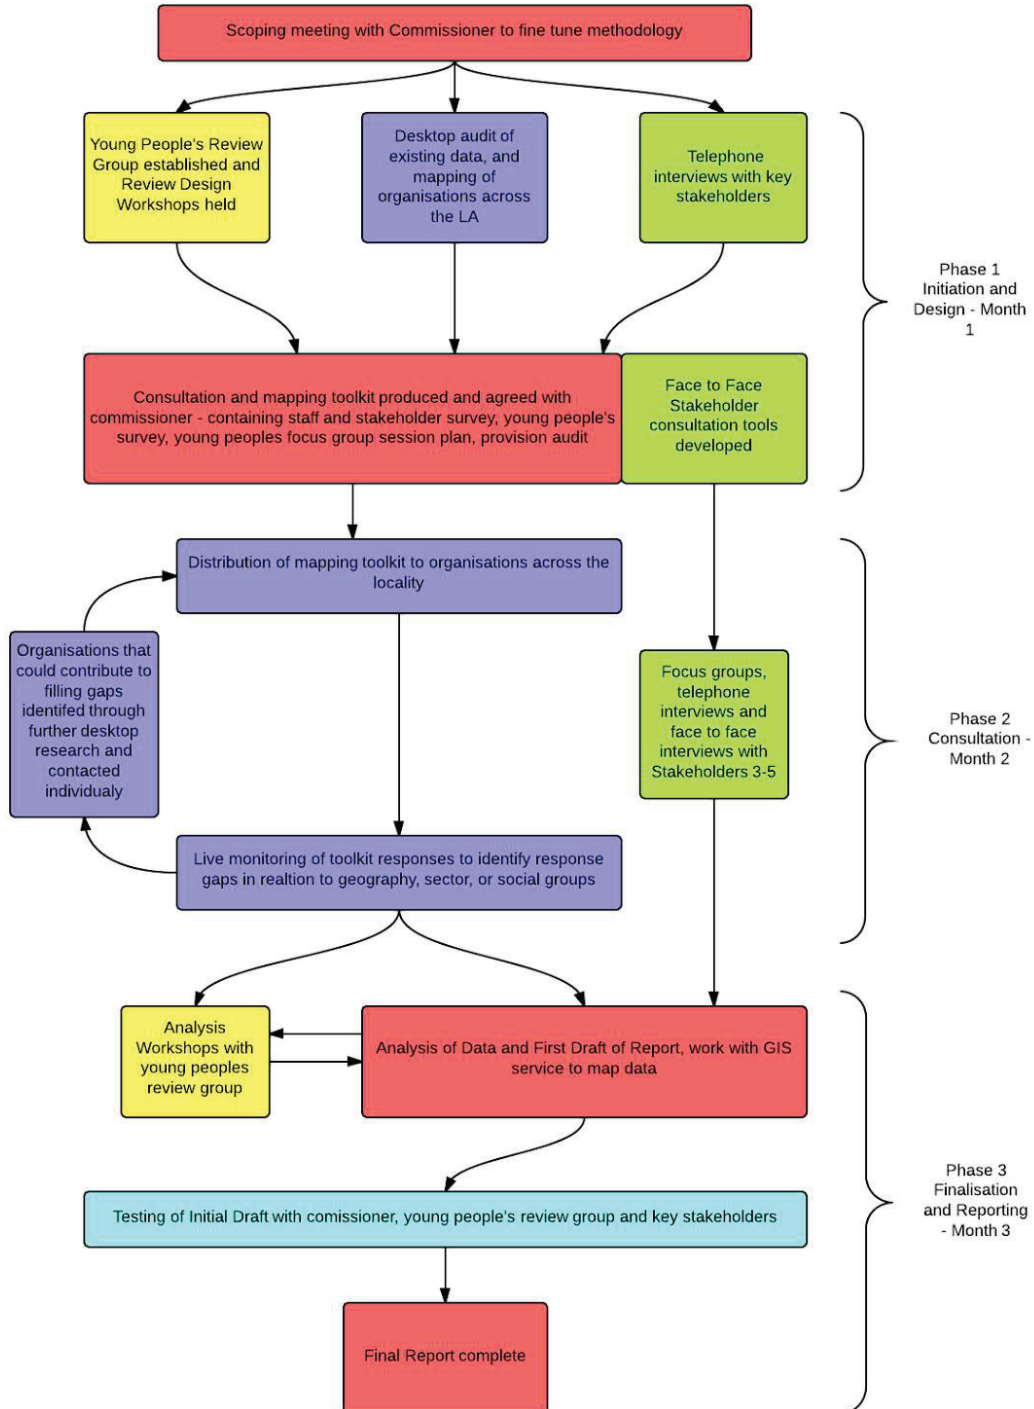 Scoping meeting with Commissioner to fine tune methodology
Young People's Review
Group established and
Review Design
Workshops held
Desktop audit of
existing data, and
mapping of
organisations across
the LA
Telephone
interviews with key
stakeholders
Phase 1
Initiation and
Design - Month
1
Consultation and mapping toolkit produced and agreed with
commissioner - containing staff and stakeholder survey, young people's
survey, young peoples focus group session plan, provision audit
Face to Face
Stakeholder
consultation tools
developed
Distribution of mapping toolkit to organisations across the
locality
Organisations that
could contribute to
filling gaps
identifed through
further desktop
research and
contacted
individualy
Focus groups,
telephone
interviews and
face to face
interviews with
Stakeholders 3-5
Phase 2
Consultation -
Month 2
Live monitoring of toolkit responses to identify response
gaps in realtion to geography, sector, or social groups
Analysis
Workshops with
young peoples
review group
Analysis of Data and First Draft of Report, work with GIS
service to map data
Phase 3
Finalisation
and Reporting
- Month 3
Testing of Initial Draft with comissioner, young people's review group and key stakeholders
Final Report complete